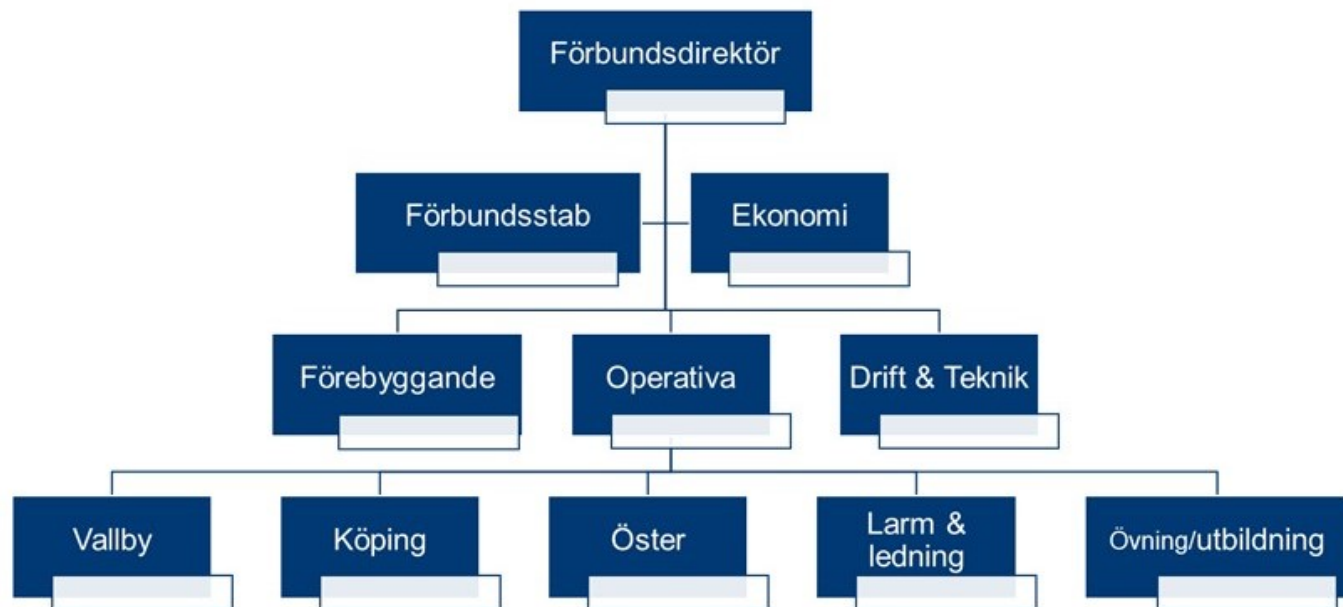 Förbundsdirektör
Förbundsstab
Ekonomi
Förebyggande
Operativa
Drift & Teknik
Vallby
Köping
Öster
Larm &
ledning
Övning/utbildning